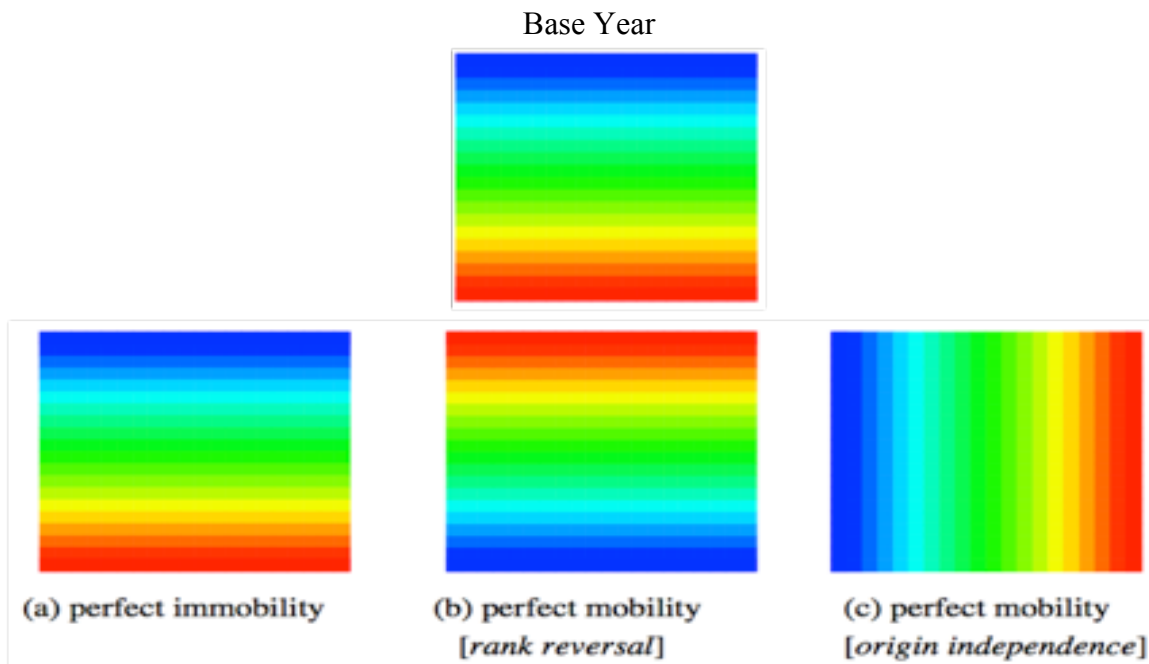 Base Year
(a) perfect immobility
(b) perfect mobility
[rank reversal]
(c) perfect mobility
[origin independence]